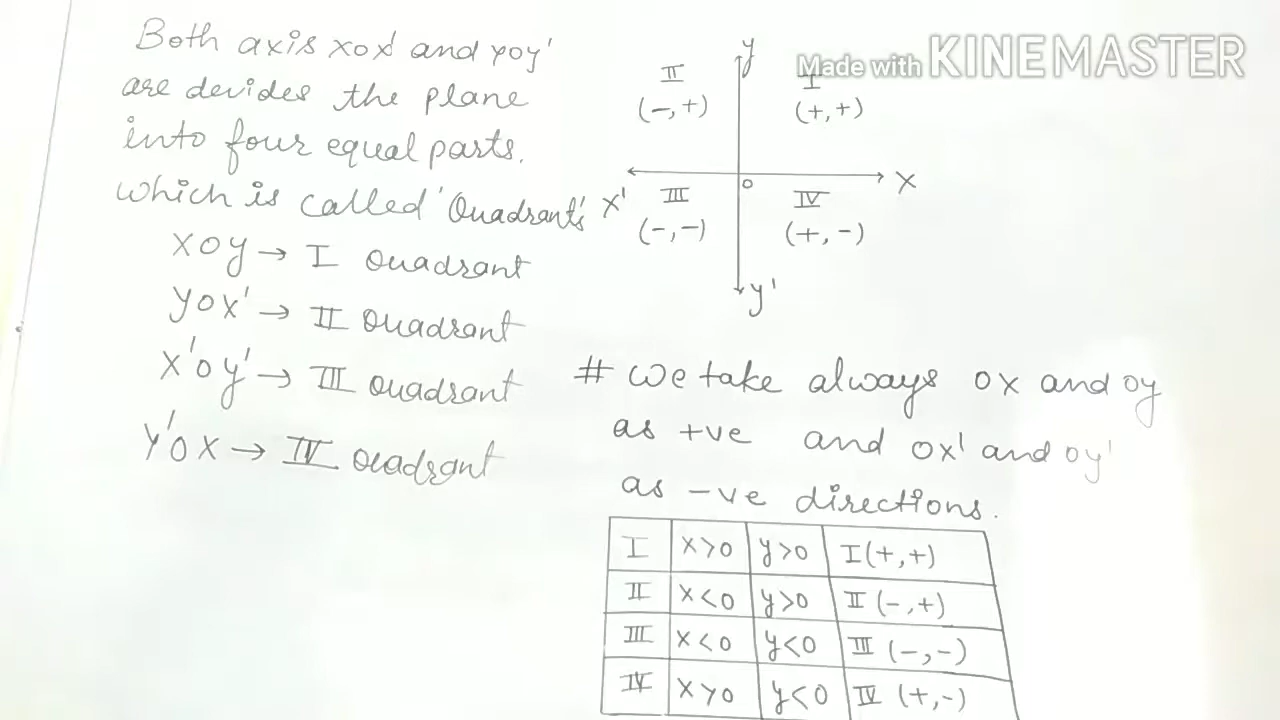 Both axis xox' and yoy'
are devides the plane
into four equal parts.
which is called 'Quadrants'
XOY → I Quadrant
YOX' → II Quadrant
X'OY' → III Quadrant
Y'OX → IV Quadrant
Made with KINEMASTER
y
II
I
(-,+)
(+,+)
X'
O
X
III
IV
(-,-)
(+,-)
y'
# We take always ox and oy
as +ve and ox' and oy'
as -ve directions.
I x>0 y>0 I(+,+)
II x<0 y>0 II (-,+)
III x<0 y<0 III (-,-)
IV x>0 y<0 IV (+,-)